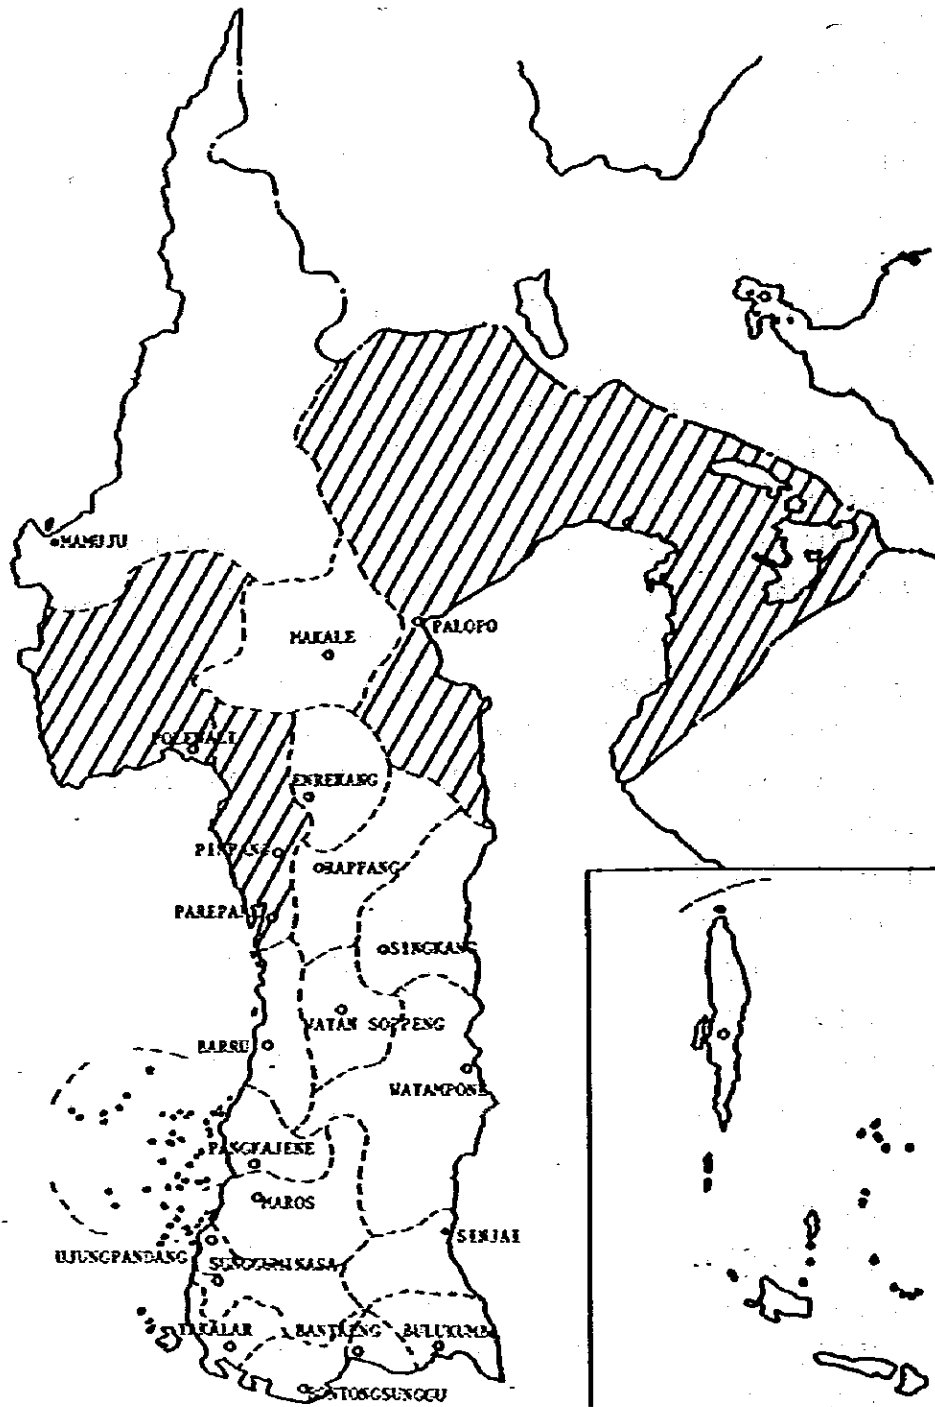 MAMUJU
PALOPO
MAKALE
POLEWALI
ENREKANG
PINRANG
RAPPANG
PAREPARE
SINGKANG
WATAN SOPPENG
BARRU
WATAMPONE
PANGKAJENE
MAROS
SINJAI
UJUNGPANDANG
SUNGGUMINASA
TAKALAR
BANTAENG
BULUKUMBA
BONTONGSUNGGU